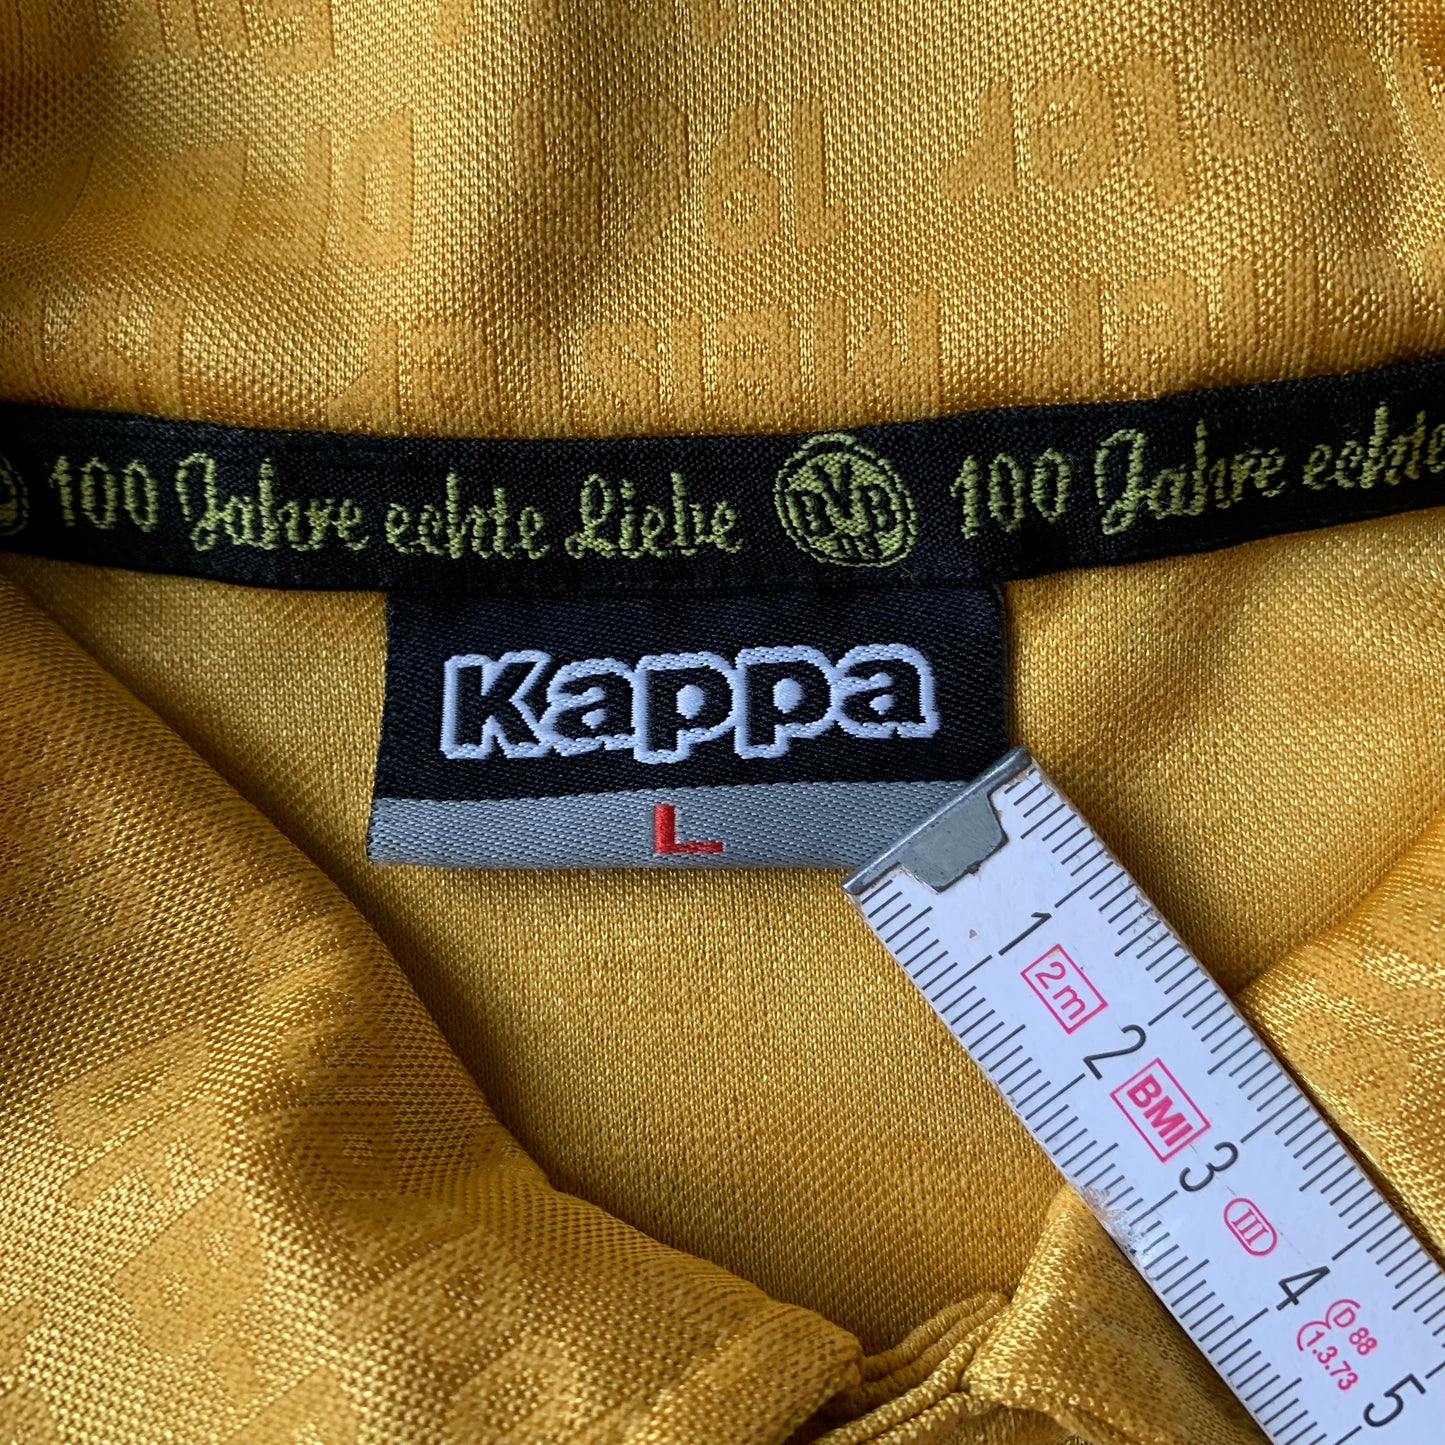 100 Jahre echte Liebe BVB 09 100 Jahre echte
Kappa
L
1
2m
2
BMI
3
III
4
D 88
1.3.73
5